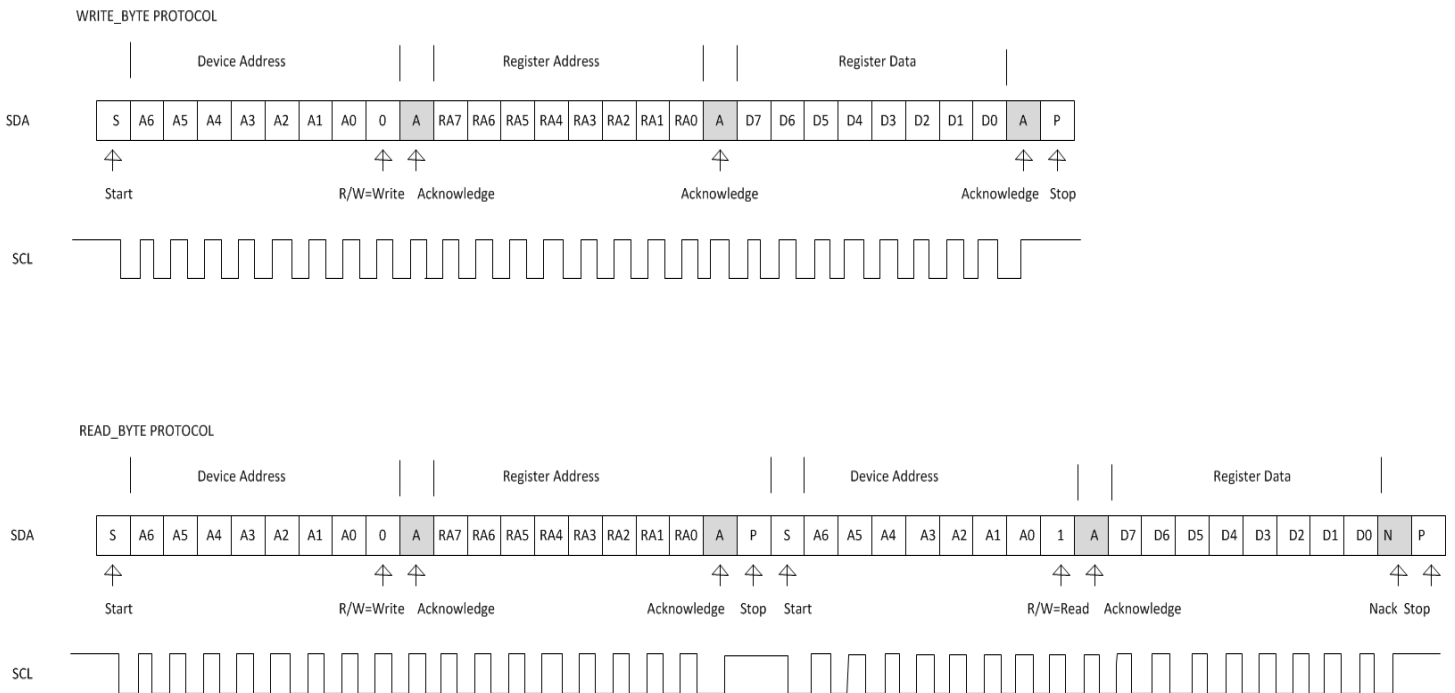 WRITE_BYTE PROTOCOL
Device Address Register Address Register Data
SDA S A6 A5 A4 A3 A2 A1 A0 0 A RA7 RA6 RA5 RA4 RA3 RA2 RA1 RA0 A D7 D6 D5 D4 D3 D2 D1 D0 A P
Start R/W=Write Acknowledge Acknowledge Acknowledge Stop
SCL
READ_BYTE PROTOCOL
Device Address Register Address Device Address Register Data
SDA S A6 A5 A4 A3 A2 A1 A0 0 A RA7 RA6 RA5 RA4 RA3 RA2 RA1 RA0 A P S A6 A5 A4 A3 A2 A1 A0 1 A D7 D6 D5 D4 D3 D2 D1 D0 N P
Start R/W=Write Acknowledge Acknowledge Stop Start R/W=Read Acknowledge Nack Stop
SCL